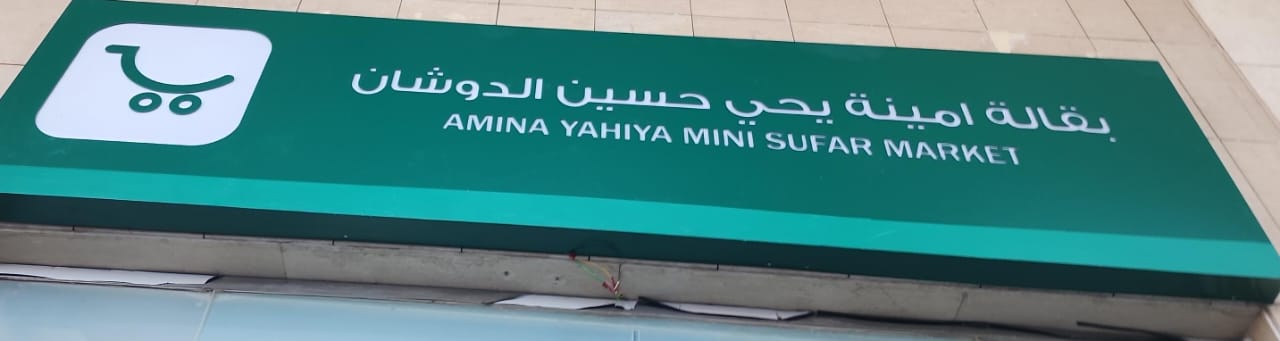 بقالة امينة يحي حسين الدوشان
AMINA YAHIYA MINI SUFAR MARKET